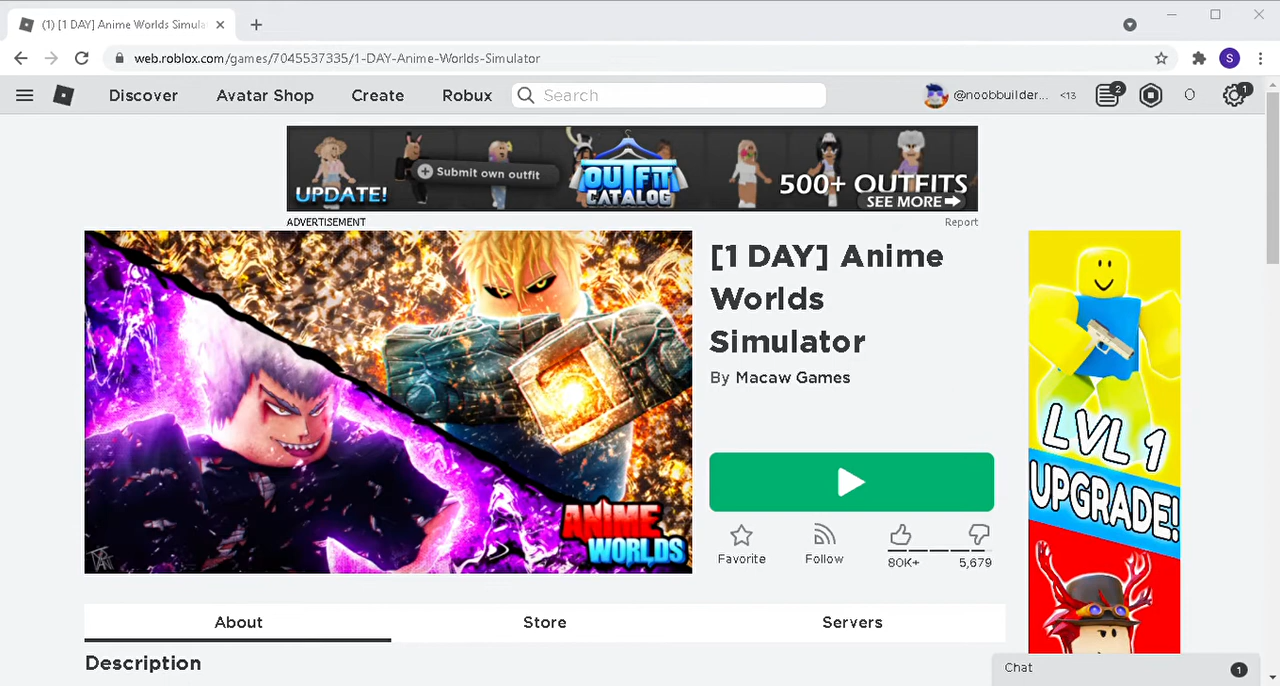 (1) [1 DAY] Anime Worlds Simula
web.roblox.com/games/7045537335/1-DAY-Anime-Worlds-Simulator
S
Discover
Avatar Shop
Create
Robux
Search
@noobbuilder... <13
2
0
1
UPDATE!
Submit own outfit
OUTFIT
CATALOG
500+ OUTFITS
SEE MORE
ADVERTISEMENT
Report
ANIME
WORLDS
[1 DAY] Anime
Worlds
Simulator
By Macaw Games
Favorite
Follow
80K+
5,679
LVL 1
UPGRADE!
About
Store
Servers
Description
Chat
1